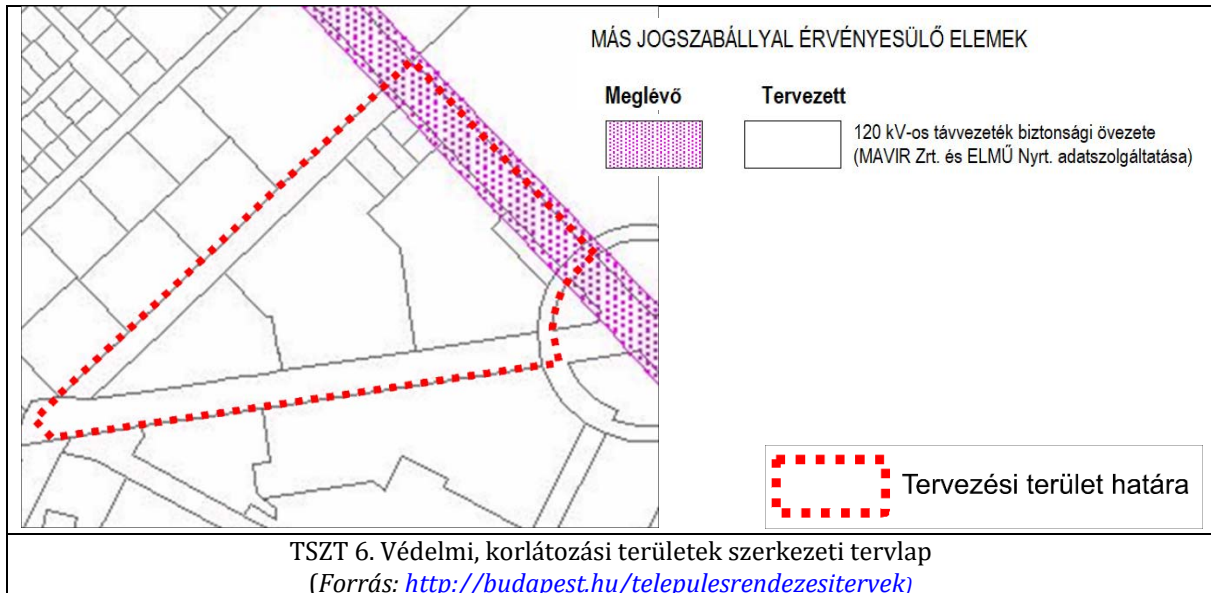 MÁS JOGSZABÁLLYAL ÉRVÉNYESÜLŐ ELEMEK
Meglévő
Tervezett
120 kV-os távvezeték biztonsági övezete
(MAVIR Zrt. és ELMŰ Nyrt. adatszolgáltatása)
Tervezési terület határa
TSZT 6. Védelmi, korlátozási területek szerkezeti tervlap
(Forrás: http://budapest.hu/telepulesrendezesitervek)